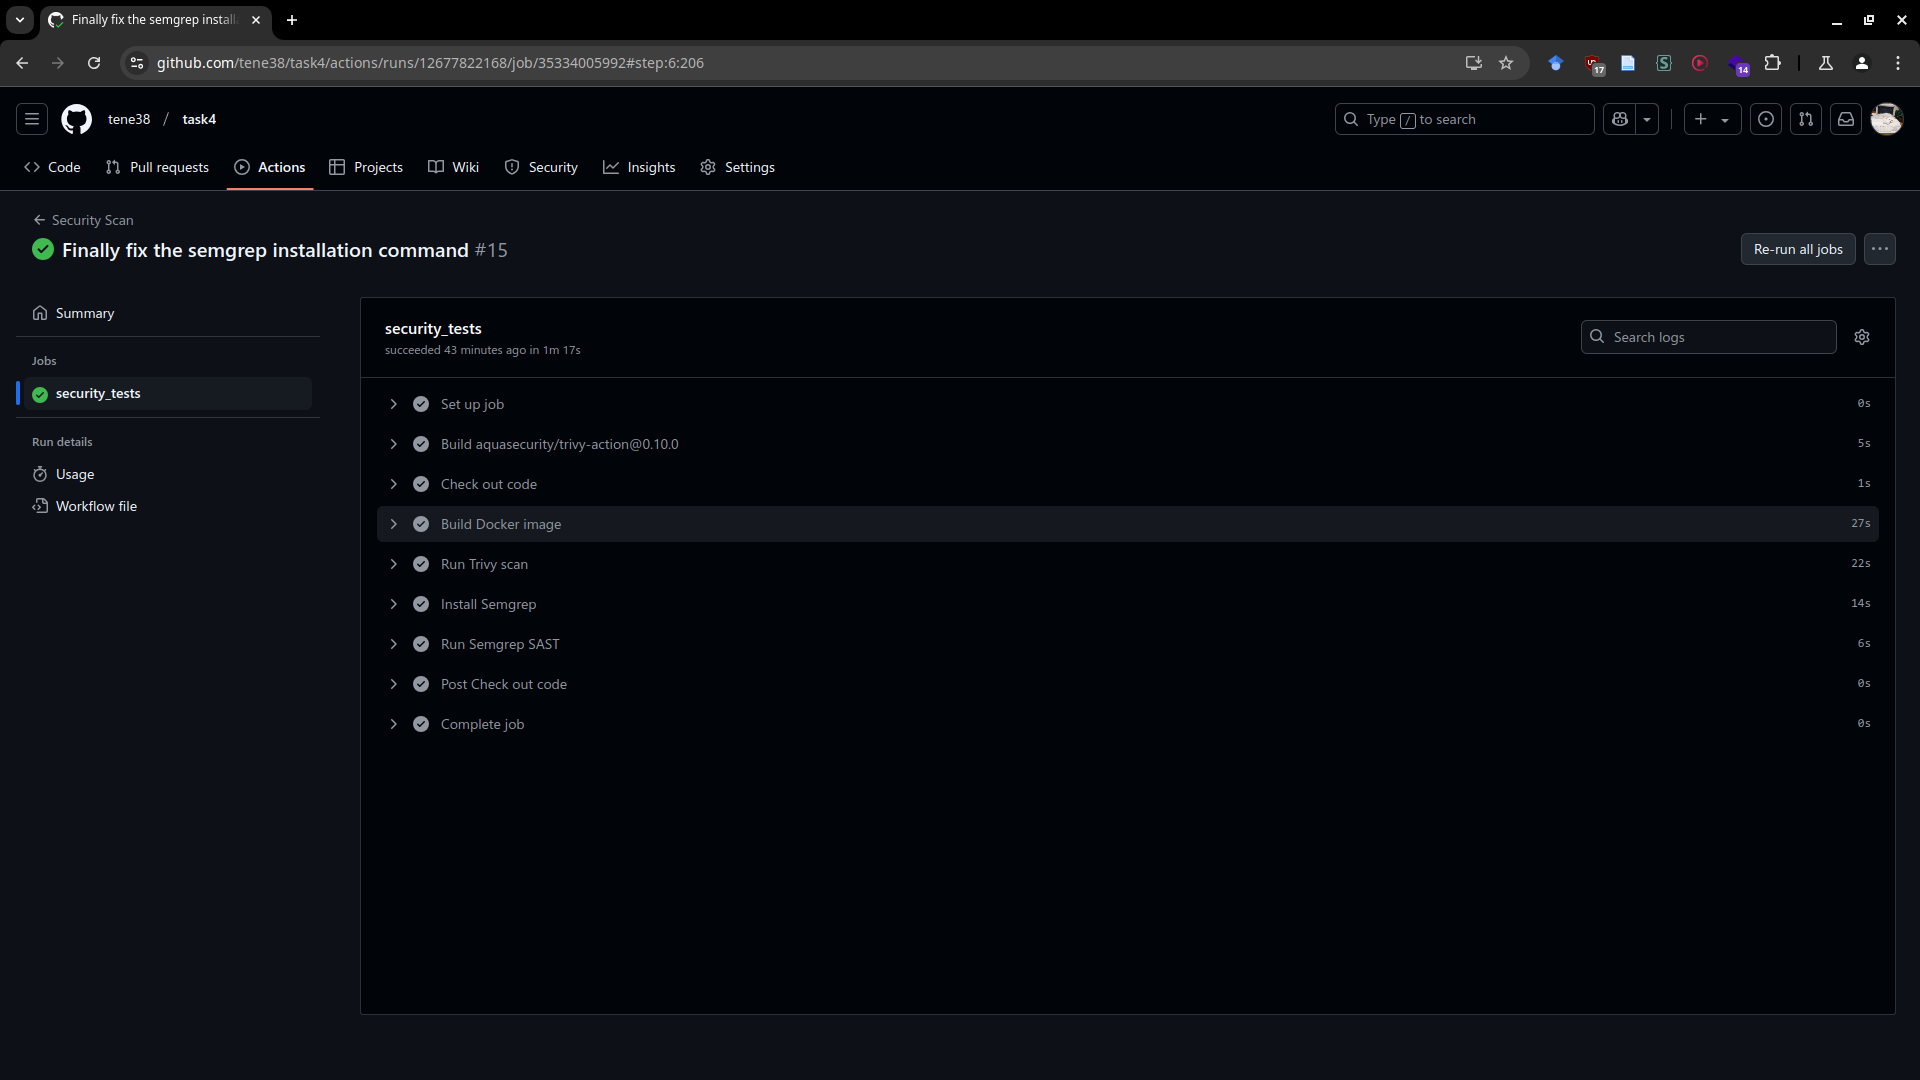 Finally fix the semgrep install
github.com/tene38/task4/actions/runs/12677822168/job/35334005992#step:6:206
17
14
tene38 / task4
Type / to search
Code Pull requests Actions Projects Wiki Security Insights Settings
Security Scan
Finally fix the semgrep installation command #15
Re-run all jobs
Summary
Jobs
security_tests
Run details
Usage
Workflow file
security_tests
succeeded 43 minutes ago in 1m 17s
Search logs
Set up job 0s
Build aquasecurity/trivy-action@0.10.0 5s
Check out code 1s
Build Docker image 27s
Run Trivy scan 22s
Install Semgrep 14s
Run Semgrep SAST 6s
Post Check out code 0s
Complete job 0s